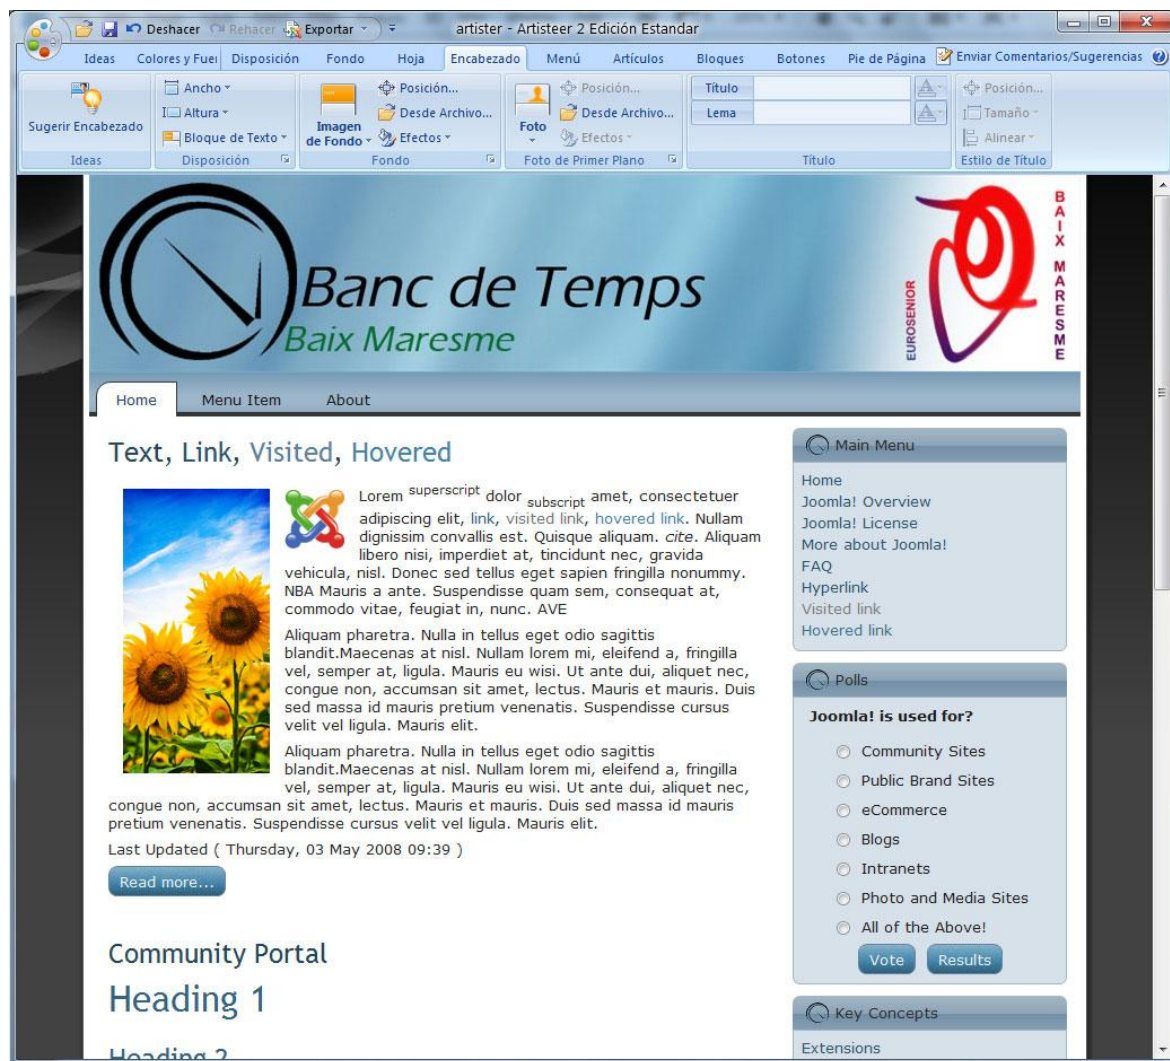 Deshacer Rehacer Exportar artister - Artisteer 2 Edición Estandar
Ideas Colores y Fuei Disposición Fondo Hoja Encabezado Menú Artículos Bloques Botones Pie de Página Enviar Comentarios/Sugerencias
Sugerir Encabezado
Ideas
Ancho
Altura
Bloque de Texto
Disposición
Imagen
de Fondo
Posición...
Desde Archivo...
Efectos
Fondo
Foto
Posición...
Desde Archivo...
Efectos
Foto de Primer Plano
Título
Lema
Título
Posición...
Tamaño
Alinear
Estilo de Título
Banc de Temps
Baix Maresme
EUROSENIOR
BAIX MARESME
Home Menu Item About
Text, Link, Visited, Hovered
Lorem superscript dolor subscript amet, consectetuer
adipiscing elit, link, visited link, hovered link. Nullam
dignissim convallis est. Quisque aliquam. cite. Aliquam
libero nisi, imperdiet at, tincidunt nec, gravida
vehicula, nisl. Donec sed tellus eget sapien fringilla nonummy.
NBA Mauris a ante. Suspendisse quam sem, consequat at,
commodo vitae, feugiat in, nunc. AVE
Aliquam pharetra. Nulla in tellus eget odio sagittis
blandit.Maecenas at nisl. Nullam lorem mi, eleifend a, fringilla
vel, semper at, ligula. Mauris eu wisi. Ut ante dui, aliquet nec,
congue non, accumsan sit amet, lectus. Mauris et mauris. Duis
sed massa id mauris pretium venenatis. Suspendisse cursus
velit vel ligula. Mauris elit.
Aliquam pharetra. Nulla in tellus eget odio sagittis
blandit.Maecenas at nisl. Nullam lorem mi, eleifend a, fringilla
vel, semper at, ligula. Mauris eu wisi. Ut ante dui, aliquet nec,
congue non, accumsan sit amet, lectus. Mauris et mauris. Duis sed massa id mauris
pretium venenatis. Suspendisse cursus velit vel ligula. Mauris elit.
Last Updated ( Thursday, 03 May 2008 09:39 )
Read more...
Community Portal
Heading 1
Heading 2
Main Menu
Home
Joomla! Overview
Joomla! License
More about Joomla!
FAQ
Hyperlink
Visited link
Hovered link
Polls
Joomla! is used for?
Community Sites
Public Brand Sites
eCommerce
Blogs
Intranets
Photo and Media Sites
All of the Above!
Vote Results
Key Concepts
Extensions